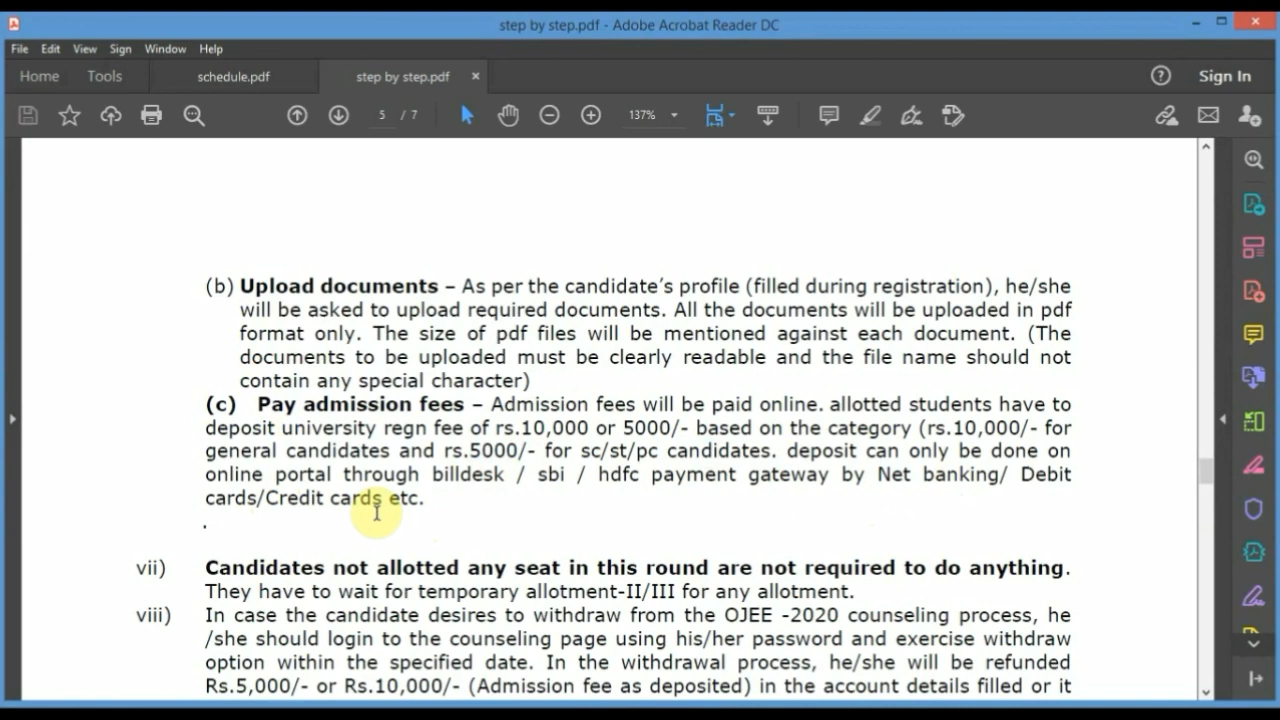 step by step.pdf - Adobe Acrobat Reader DC
File Edit View Sign Window Help
Home Tools schedule.pdf step by step.pdf × Sign In
5 / 7 137%
(b) Upload documents – As per the candidate's profile (filled during registration), he/she
will be asked to upload required documents. All the documents will be uploaded in pdf
format only. The size of pdf files will be mentioned against each document. (The
documents to be uploaded must be clearly readable and the file name should not
contain any special character)
(c) Pay admission fees – Admission fees will be paid online. allotted students have to
deposit university regn fee of rs.10,000 or 5000/- based on the category (rs.10,000/- for
general candidates and rs.5000/- for sc/st/pc candidates. deposit can only be done on
online portal through billdesk / sbi / hdfc payment gateway by Net banking/ Debit
cards/Credit cards etc.
.
vii) Candidates not allotted any seat in this round are not required to do anything.
They have to wait for temporary allotment-II/III for any allotment.
viii) In case the candidate desires to withdraw from the OJEE -2020 counseling process, he
/she should login to the counseling page using his/her password and exercise withdraw
option within the specified date. In the withdrawal process, he/she will be refunded
Rs.5,000/- or Rs.10,000/- (Admission fee as deposited) in the account details filled or it